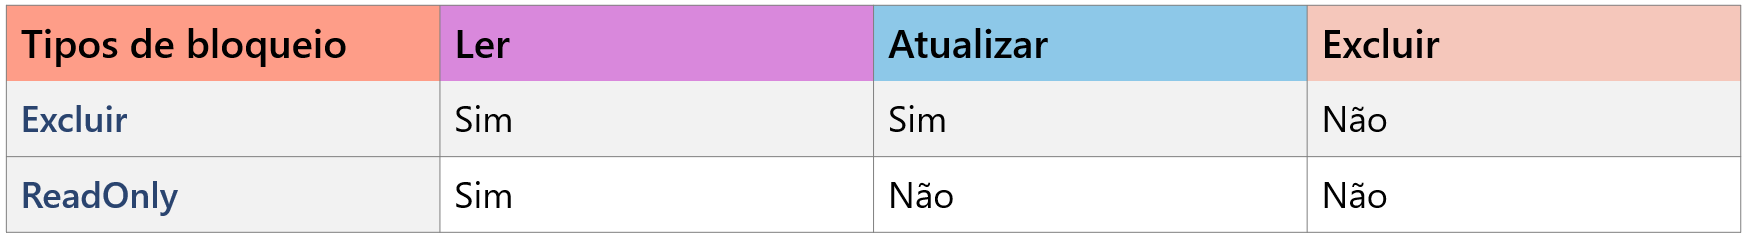 Tipos de bloqueio Ler Atualizar Excluir
Excluir Sim Sim Não
ReadOnly Sim Não Não